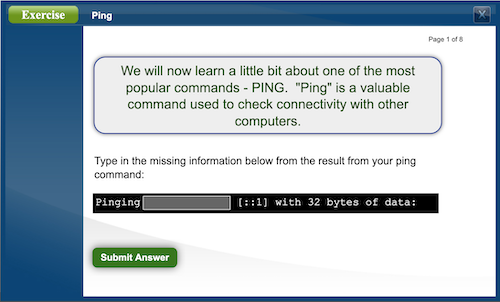 Exercise
Ping
X
Page 1 of 8
We will now learn a little bit about one of the most
popular commands - PING.  "Ping" is a valuable
command used to check connectivity with other
computers.
Type in the missing information below from the result from your ping
command:
Pinging [::1] with 32 bytes of data:
Submit Answer